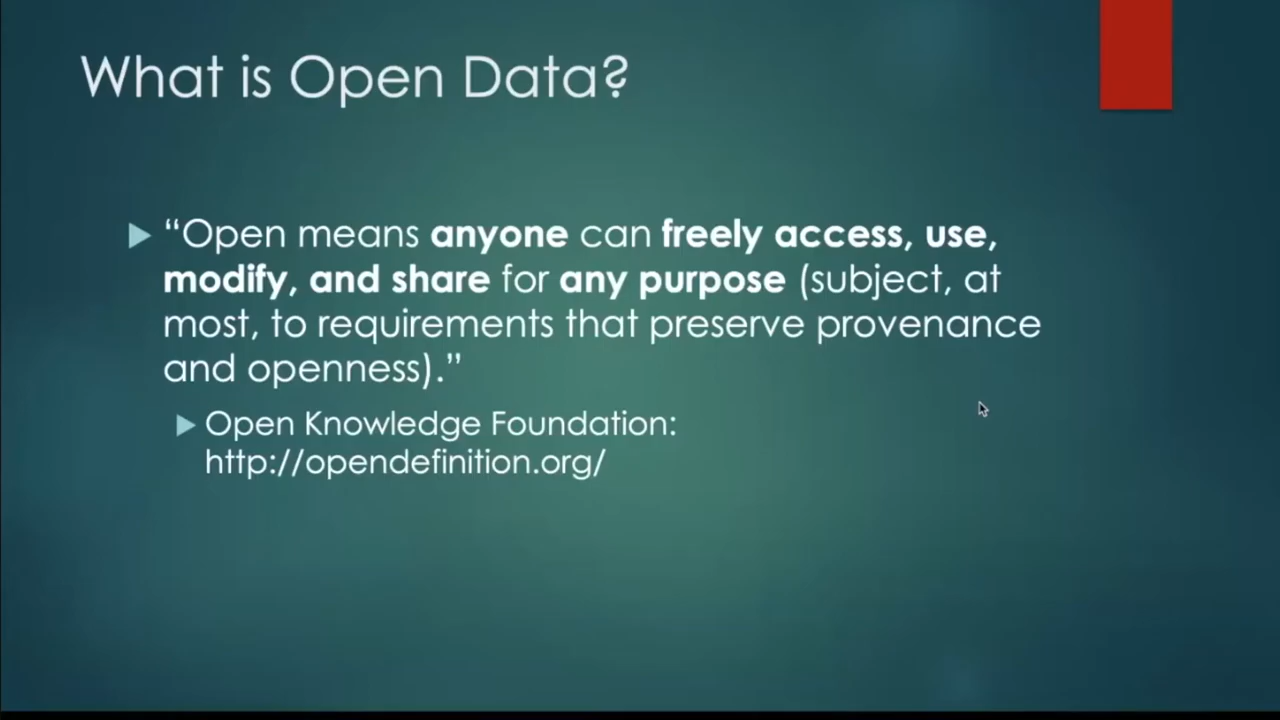 What is Open Data?
“Open means anyone can freely access, use,
modify, and share for any purpose (subject, at
most, to requirements that preserve provenance
and openness).”
Open Knowledge Foundation:
http://opendefinition.org/